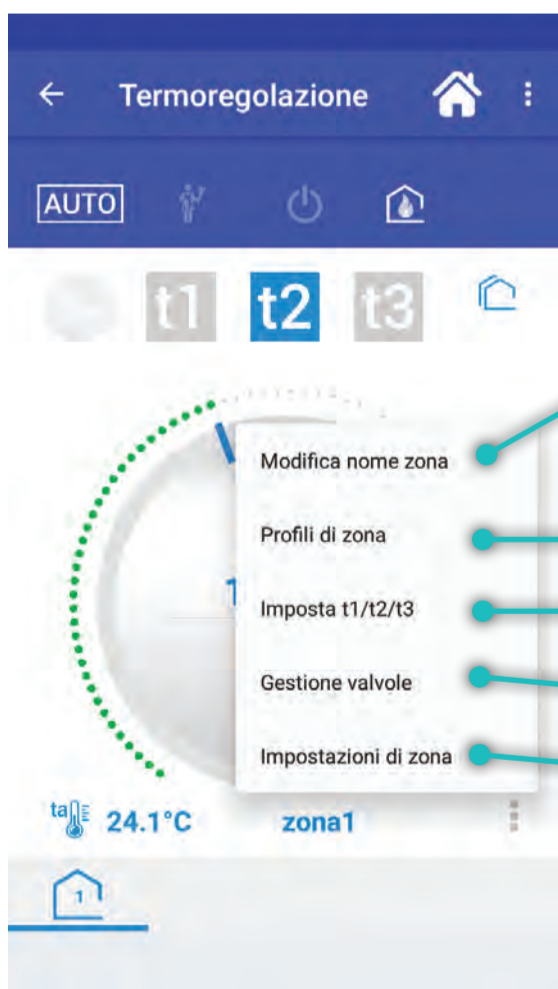 Termoregolazione
AUTO
t1 t2 t3
Modifica nome zona
Profili di zona
1
Imposta t1/t2/t3
Gestione valvole
Impostazioni di zona
ta 24.1°C zona1
1